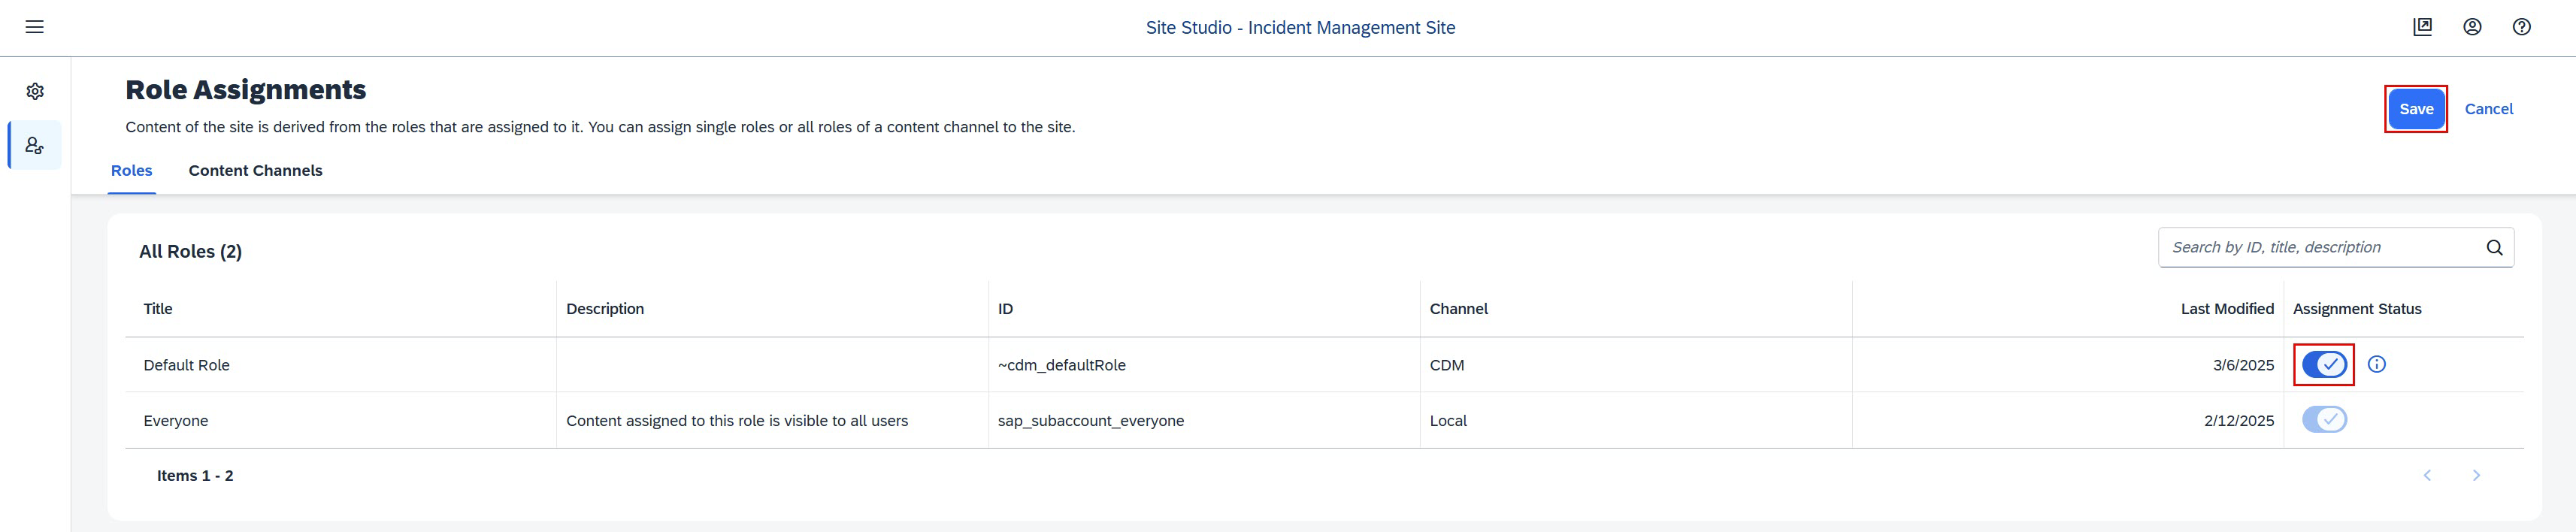 Site Studio - Incident Management Site
Role Assignments
Save Cancel
Content of the site is derived from the roles that are assigned to it. You can assign single roles or all roles of a content channel to the site.
Roles Content Channels
All Roles (2)
Search by ID, title, description
Title Description ID Channel Last Modified Assignment Status
Default Role ~cdm_defaultRole CDM 3/6/2025
Everyone Content assigned to this role is visible to all users sap_subaccount_everyone Local 2/12/2025
Items 1 - 2